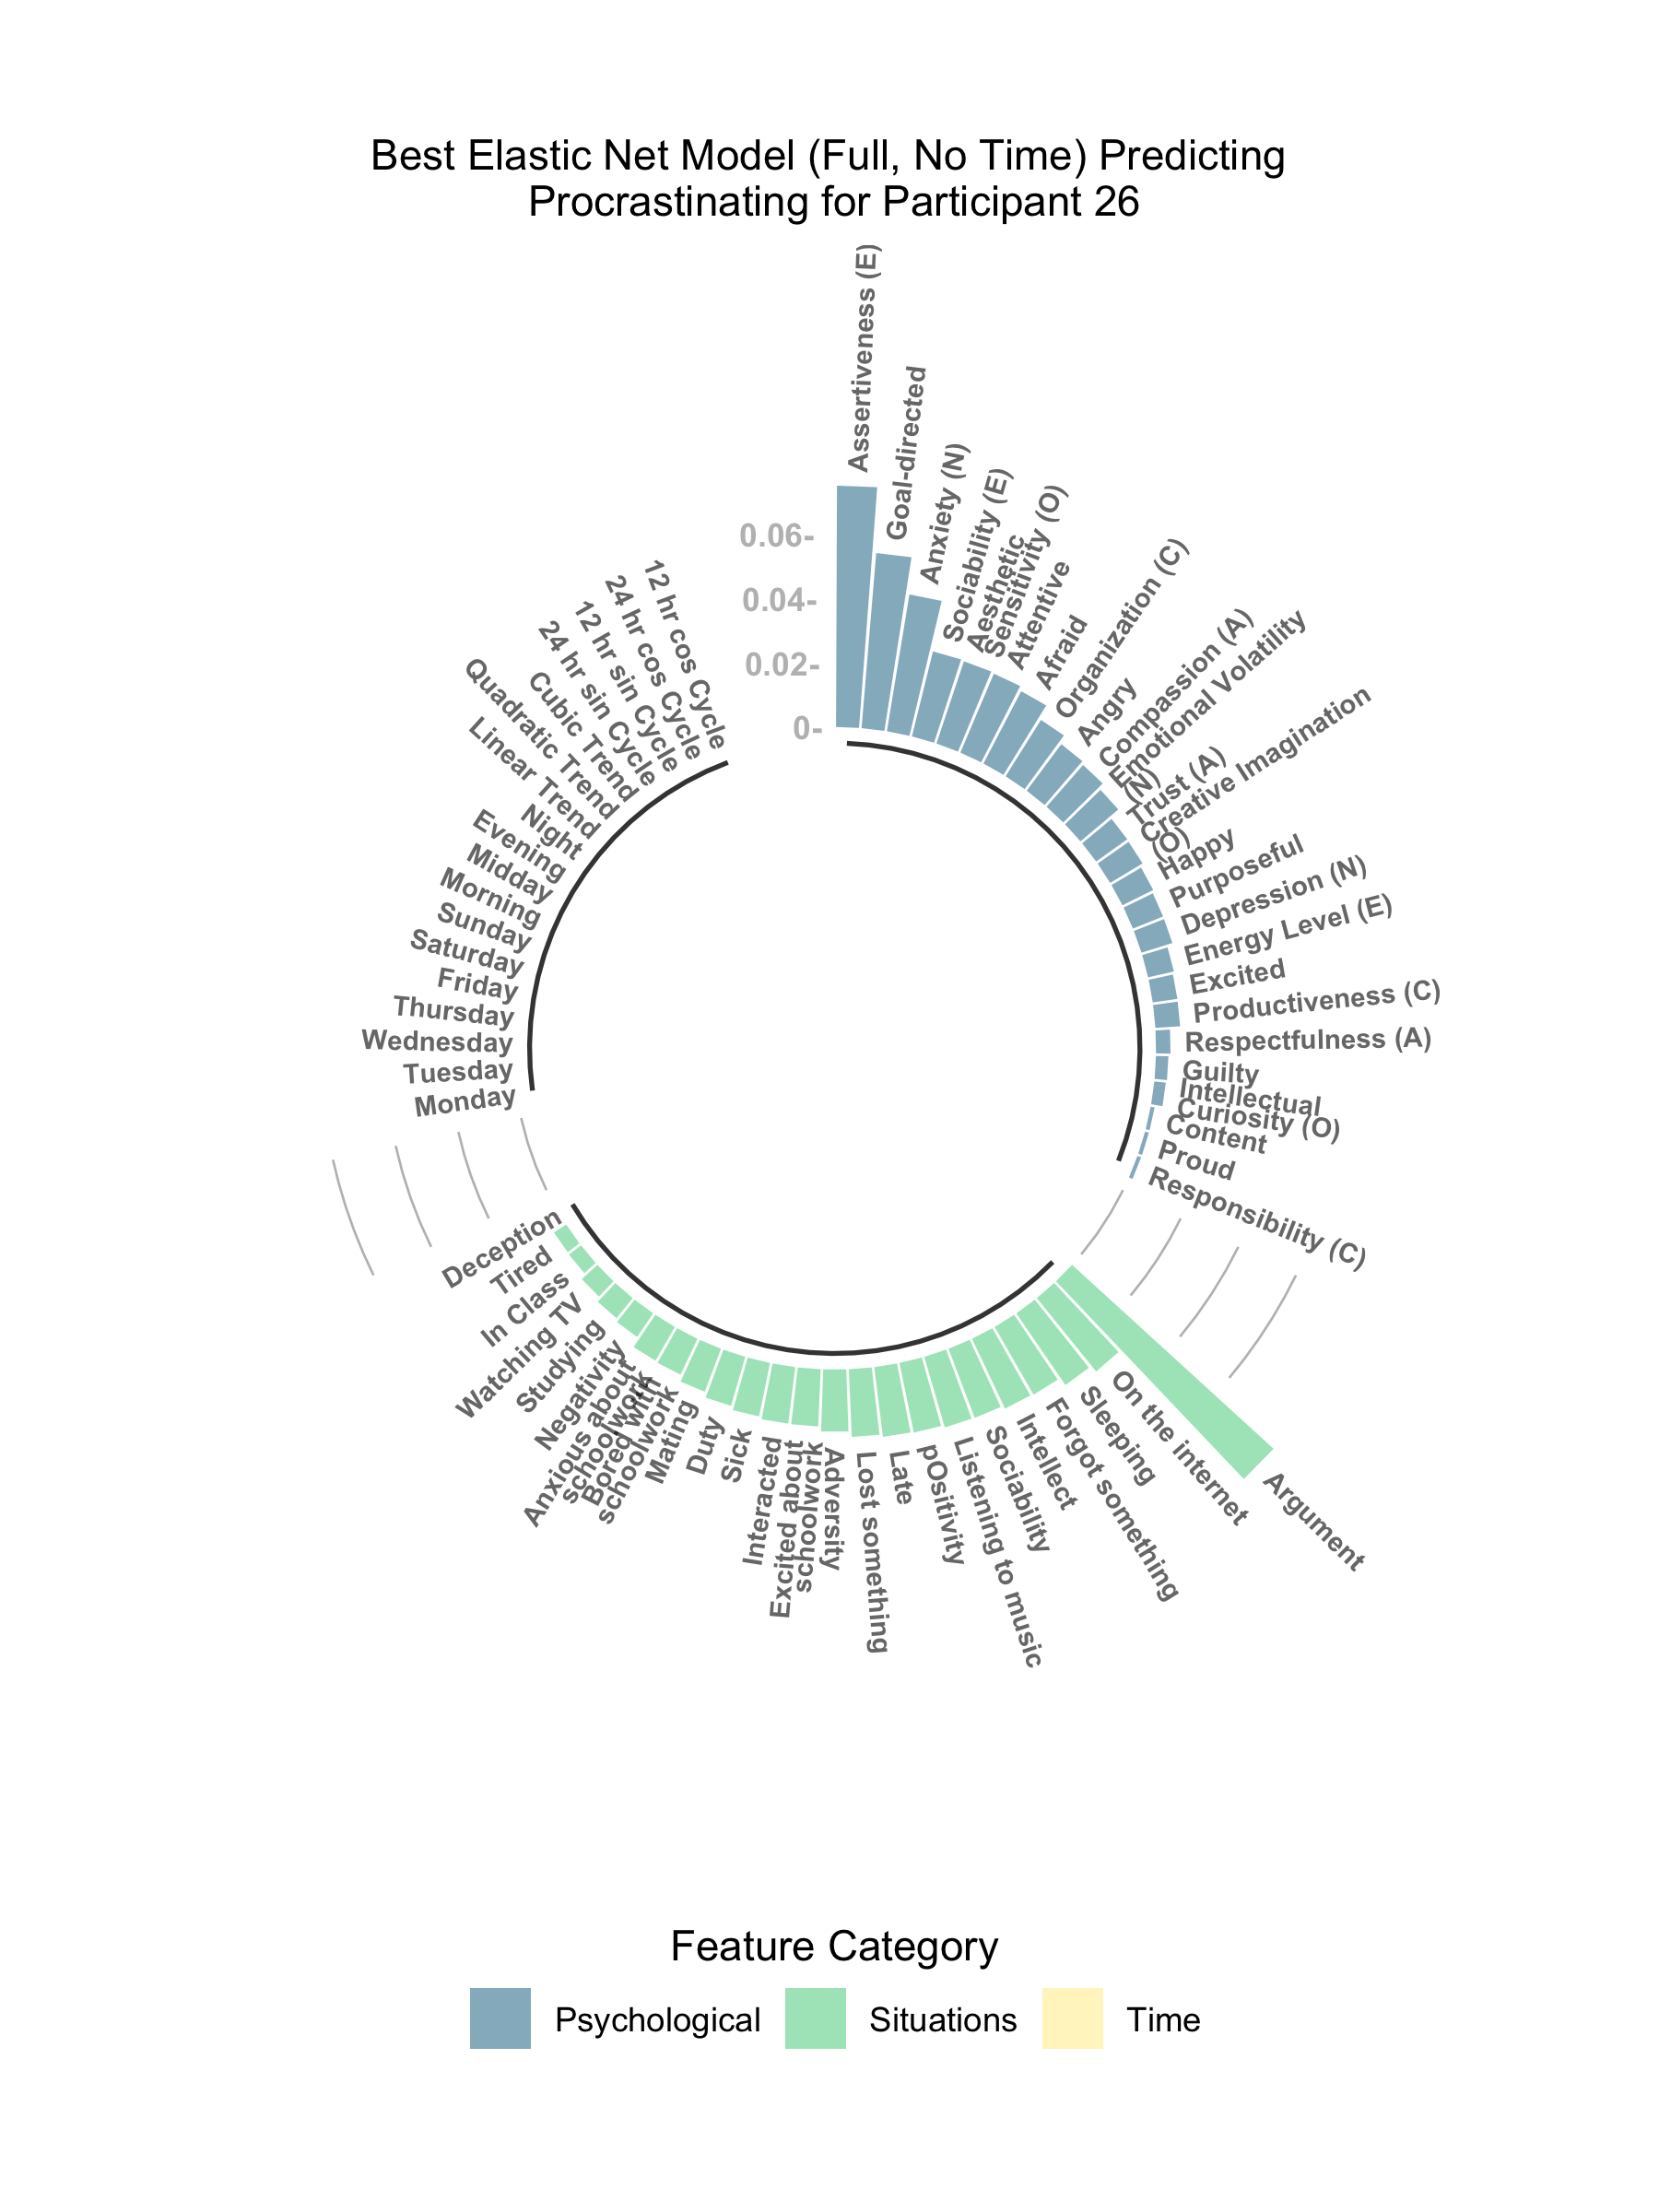 Best Elastic Net Model (Full, No Time) Predicting
Procrastinating for Participant 26
0.06-
0.04-
0.02-
0-
Assertiveness (E)
Goal-directed
Anxiety (N)
Sociability (E)
Aesthetic
Sensitivity (O)
Attentive
Afraid
Organization (C)
Angry
Compassion (A)
Emotional Volatility
(N)
Trust (A)
Creative Imagination
(O)
Happy
Purposeful
Depression (N)
Energy Level (E)
Excited
Productiveness (C)
Respectfulness (A)
Guilty
Intellectual
Curiosity (O)
Content
Proud
Responsibility (C)
Argument
On the internet
Sleeping
Forgot something
Intellect
Sociability
Listening to music
pOsitivity
Late
Lost something
Adversity
Excited about
schoolwork
Interacted
Sick
Duty
Mating
Bored with
schoolwork
Anxious about
schoolwork
Negativity
Studying
Watching TV
In Class
Tired
Deception
Monday
Tuesday
Wednesday
Thursday
Friday
Saturday
Sunday
Morning
Midday
Evening
Night
Linear Trend
Quadratic Trend
Cubic Trend
24 hr sin Cycle
12 hr sin Cycle
24 hr cos Cycle
12 hr cos Cycle
Feature Category
Psychological
Situations
Time